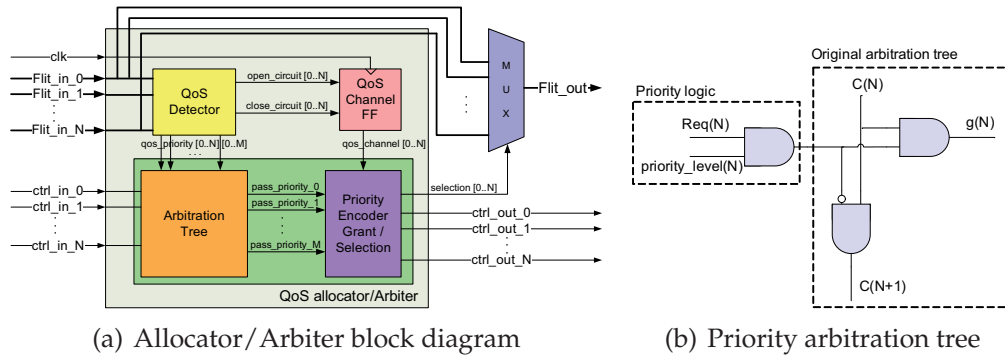 clk
Flit_in_0
Flit_in_1
Flit_in_N
QoS
Detector
open_circuit [0..N]
close_circuit [0..N]
QoS
Channel
FF
M
U
X
Flit_out
qos_priority [0..N] [0..M]
qos_channel [0..N]
ctrl_in_0
ctrl_in_1
ctrl_in_N
Arbitration
Tree
pass_priority_0
pass_priority_1
pass_priority_M
Priority
Encoder
Grant /
Selection
selection [0..N]
ctrl_out_0
ctrl_out_1
ctrl_out_N
QoS allocator/Arbiter
(a) Allocator/Arbiter block diagram
Original arbitration tree
Priority logic
C(N)
Req(N)
priority_level(N)
g(N)
C(N+1)
(b) Priority arbitration tree